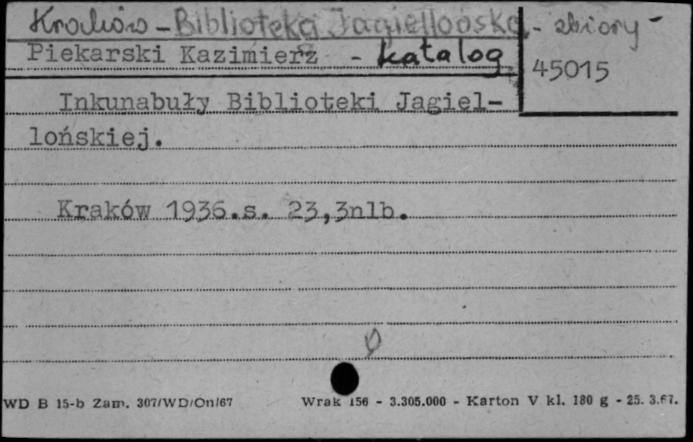 Kraków - Biblioteka Jagiellońska - zbiory -
Piekarski Kazimierz - katalog
45015
Inkunabuły Biblioteki Jagiel-
lońskiej.
Kraków 1936.s. 23,3nlb.
WD B 15-b Zam. 307/WD/On/67 Wrak 156 - 3.305.000 - Karton V kl. 180 g - 25. 3.67.